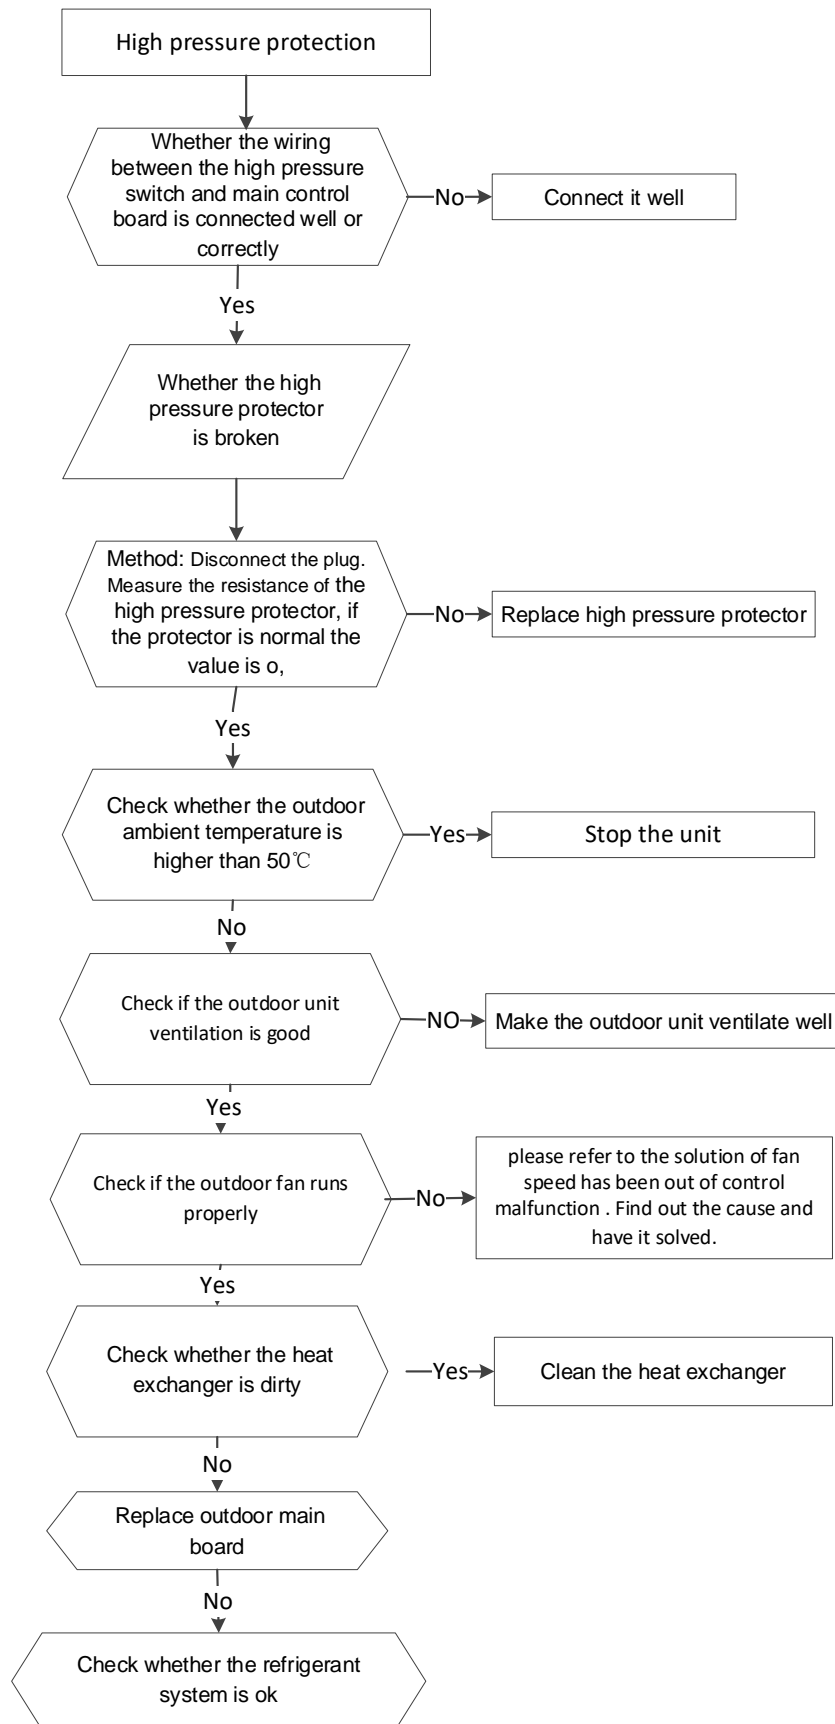 High pressure protection
Whether the wiring
between the high pressure
switch and main control
board is connected well or
correctly
No
Connect it well
Yes
Whether the high
pressure protector
is broken
Method: Disconnect the plug.
Measure the resistance of the
high pressure protector, if
the protector is normal the
value is o,
No
Replace high pressure protector
Yes
Check whether the outdoor
ambient temperature is
higher than 50℃
Yes
Stop the unit
No
Check if the outdoor unit
ventilation is good
NO
Make the outdoor unit ventilate well
Yes
Check if the outdoor fan runs
properly
No
please refer to the solution of fan
speed has been out of control
malfunction . Find out the cause and
have it solved.
Yes
Check whether the heat
exchanger is dirty
Yes
Clean the heat exchanger
No
Replace outdoor main
board
No
Check whether the refrigerant
system is ok